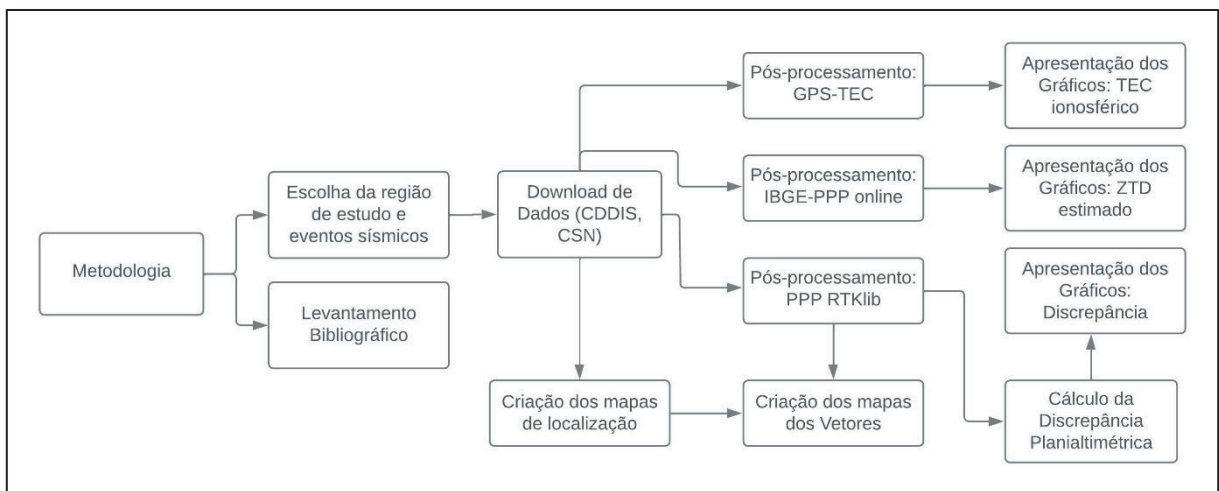 Metodologia
Escolha da região
de estudo e
eventos sísmicos
Levantamento
Bibliográfico
Download de
Dados (CDDIS,
CSN)
Criação dos mapas
de localização
Pós-processamento:
GPS-TEC
Pós-processamento:
IBGE-PPP online
Pós-processamento:
PPP RTKlib
Criação dos mapas
dos Vetores
Apresentação dos
Gráficos: TEC
ionosférico
Apresentação dos
Gráficos: ZTD
estimado
Apresentação dos
Gráficos:
Discrepância
Cálculo da
Discrepância
Planialtimétrica